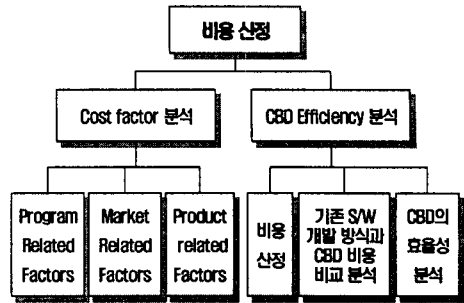 비용 산정
Cost factor 분석
CBD Efficiency 분석
Program
Related
Factors
Market
Related
Factors
Product
related
Factors
비용
산정
기존 S/W
개발 방식과
CBD 비용
비교 분석
CBD의
효율성
분석